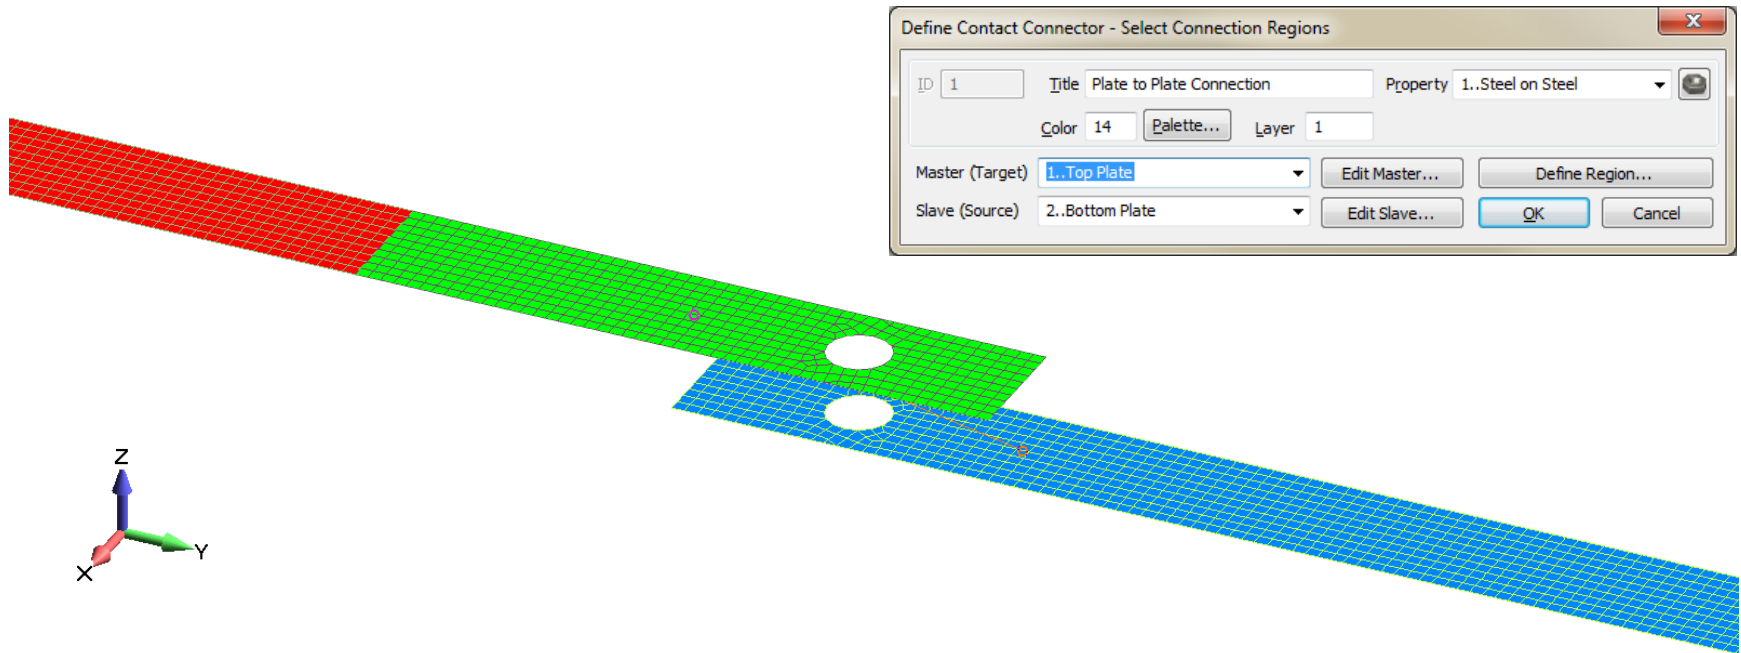 Define Contact Connector - Select Connection Regions
ID 1 Title Plate to Plate Connection Property 1..Steel on Steel
Color 14 Palette... Layer 1
Master (Target) 1..Top Plate Edit Master... Define Region...
Slave (Source) 2..Bottom Plate Edit Slave... OK Cancel
Z
Y
X